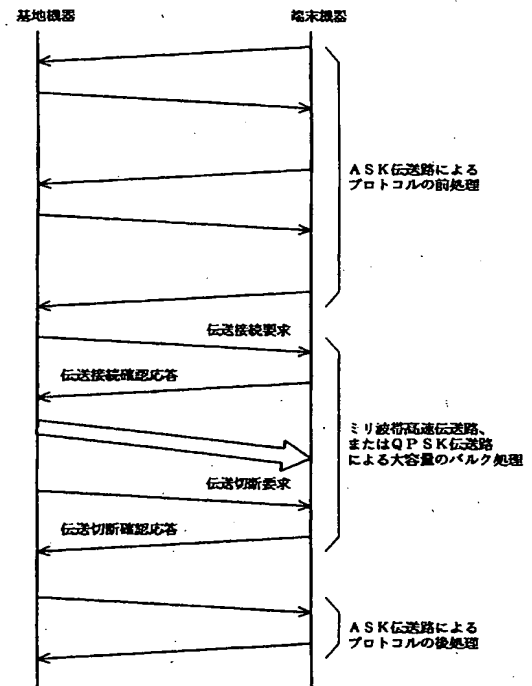 基地機器
端末機器
ASK伝送路による
プロトコルの前処理
伝送接続要求
伝送接続確認応答
ミリ波帯高速伝送路、
またはQPSK伝送路
による大容量のバルク処理
伝送切断要求
伝送切断確認応答
ASK伝送路による
プロトコルの後処理